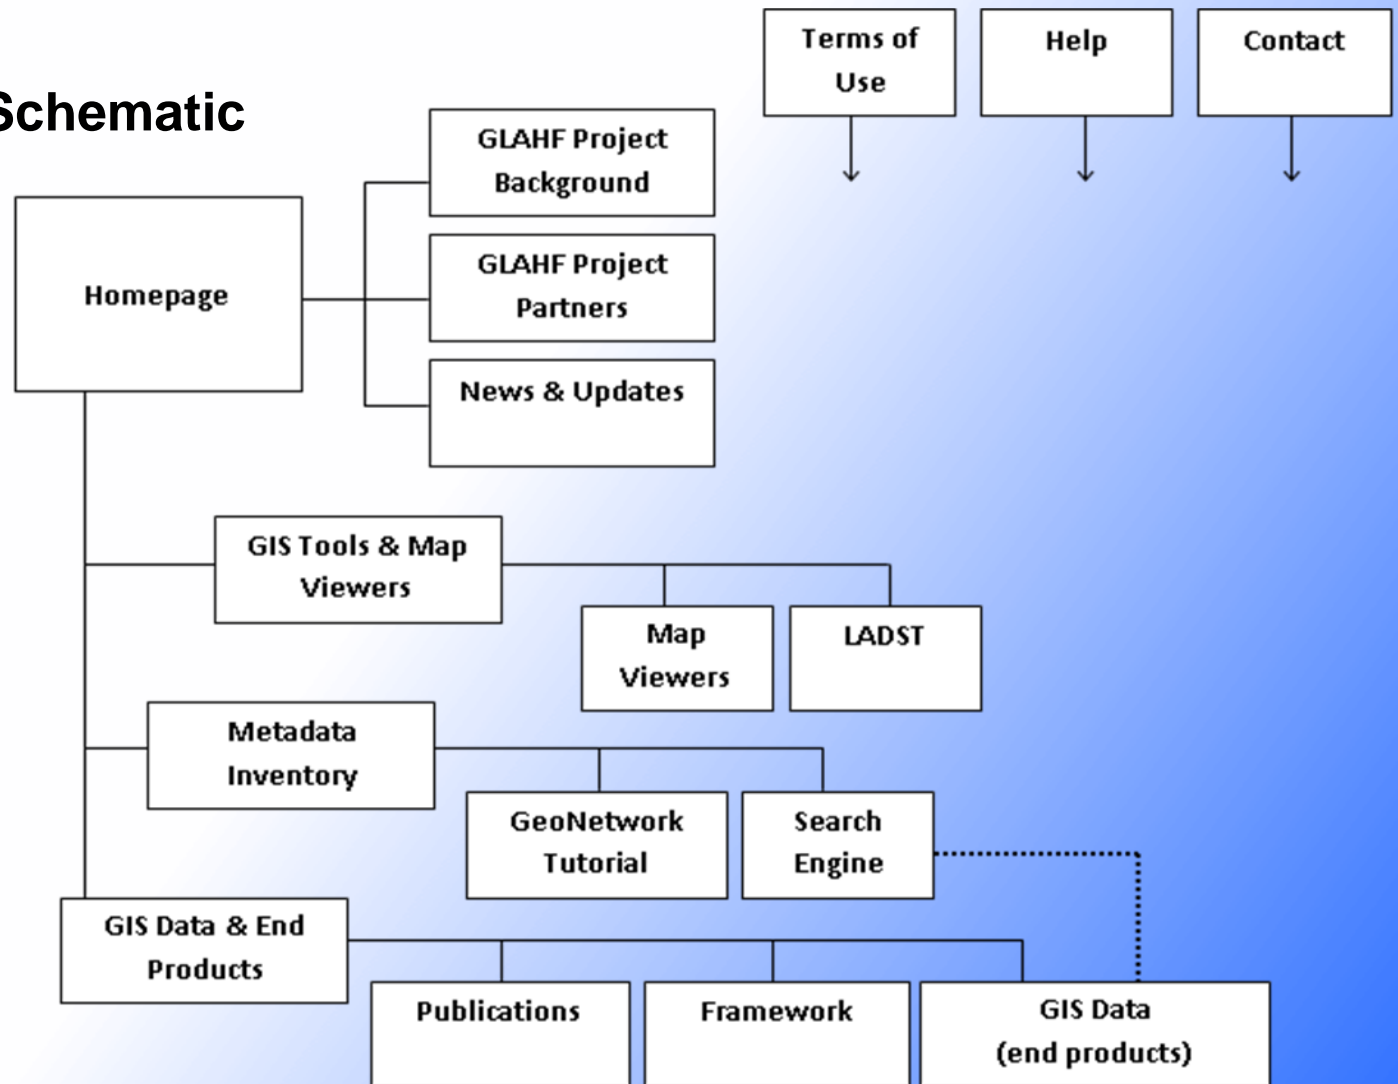 Schematic
Terms of
Use
Help
Contact
GLAHF Project
Background
GLAHF Project
Partners
News & Updates
Homepage
GIS Tools & Map
Viewers
Map
Viewers
LADST
Metadata
Inventory
GeoNetwork
Tutorial
Search
Engine
GIS Data & End
Products
Publications
Framework
GIS Data
(end products)